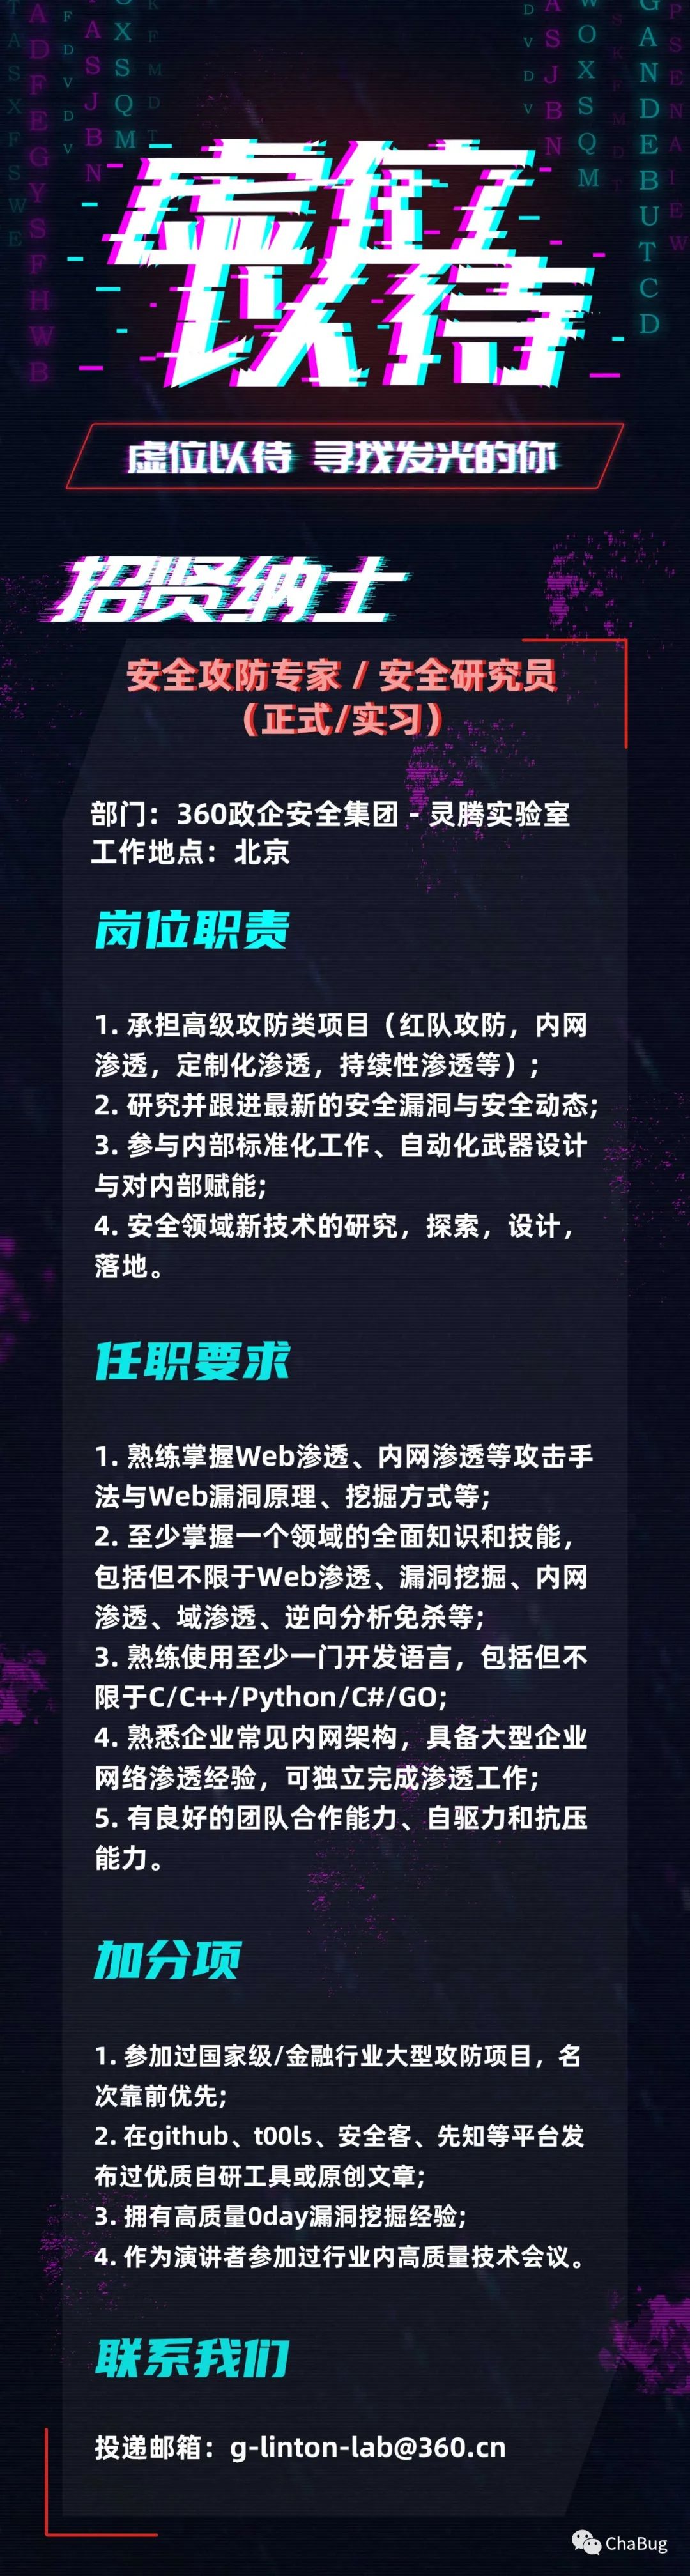 虚位
以待
虚位以待 寻找发光的你
招贤纳士
安全攻防专家 / 安全研究员
（正式/实习）
部门：360政企安全集团 - 灵腾实验室
工作地点：北京
岗位职责
1. 承担高级攻防类项目（红队攻防，内网
渗透，定制化渗透，持续性渗透等）；
2. 研究并跟进最新的安全漏洞与安全动态；
3. 参与内部标准化工作、自动化武器设计
与对内部赋能；
4. 安全领域新技术的研究，探索，设计，
落地。
任职要求
1. 熟练掌握Web渗透、内网渗透等攻击手
法与Web漏洞原理、挖掘方式等；
2. 至少掌握一个领域的全面知识和技能，
包括但不限于Web渗透、漏洞挖掘、内网
渗透、域渗透、逆向分析免杀等；
3. 熟练使用至少一门开发语言，包括但不
限于C/C++/Python/C#/GO；
4. 熟悉企业常见内网架构，具备大型企业
网络渗透经验，可独立完成渗透工作；
5. 有良好的团队合作能力、自驱力和抗压
能力。
加分项
1. 参加过国家级/金融行业大型攻防项目，名
次靠前优先；
2. 在github、t00ls、安全客、先知等平台发
布过优质自研工具或原创文章；
3. 拥有高质量0day漏洞挖掘经验；
4. 作为演讲者参加过行业内高质量技术会议。
联系我们
投递邮箱：g-linton-lab@360.cn
ChaBug